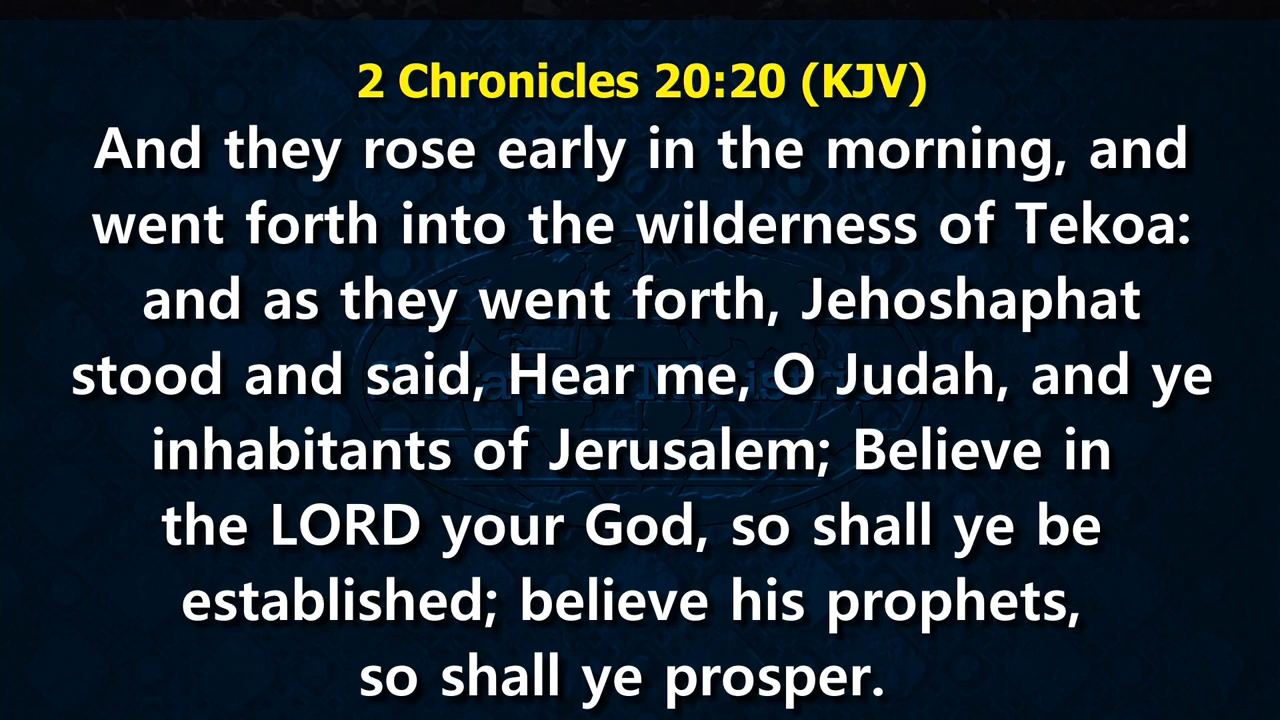 2 Chronicles 20:20 (KJV)
And they rose early in the morning, and
went forth into the wilderness of Tekoa:
and as they went forth, Jehoshaphat
stood and said, Hear me, O Judah, and ye
inhabitants of Jerusalem; Believe in
the LORD your God, so shall ye be
established; believe his prophets,
so shall ye prosper.